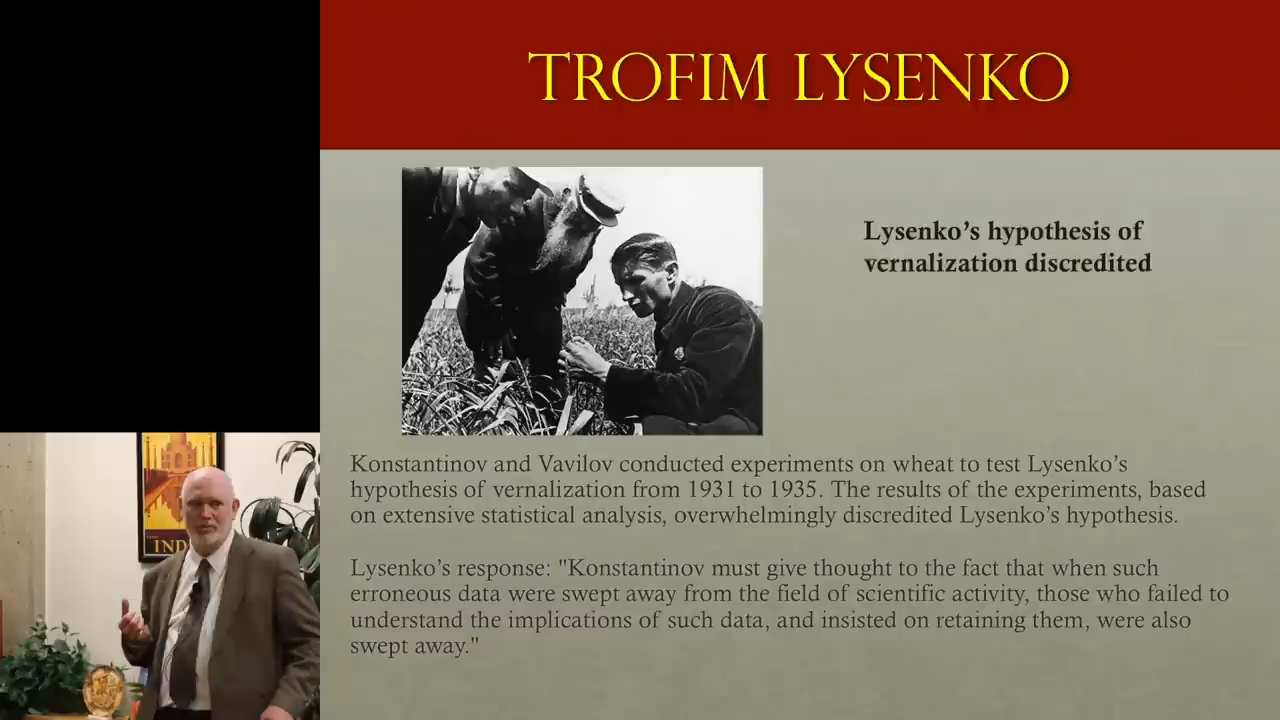 TROFIM LYSENKO
Lysenko's hypothesis of
vernalization discredited
Konstantinov and Vavilov conducted experiments on wheat to test Lysenko's
hypothesis of vernalization from 1931 to 1935. The results of the experiments, based
on extensive statistical analysis, overwhelmingly discredited Lysenko's hypothesis.
Lysenko's response: "Konstantinov must give thought to the fact that when such
erroneous data were swept away from the field of scientific activity, those who failed to
understand the implications of such data, and insisted on retaining them, were also
swept away."